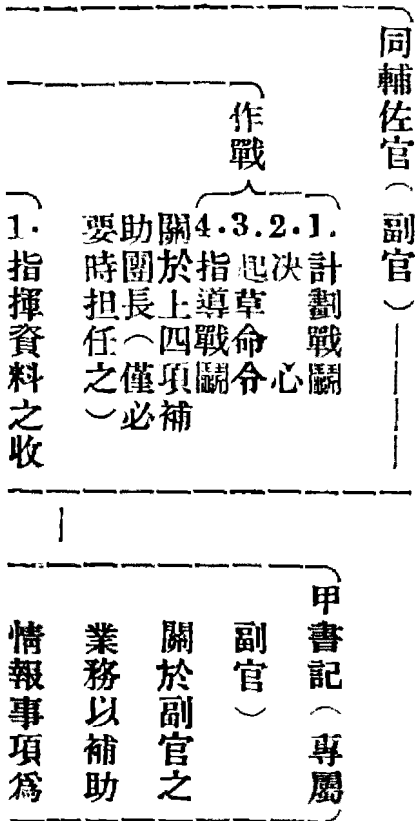 同輔佐官（副官）
作戰
1.計劃戰鬭
2.決　心
3.起草命令
4.指導戰鬭
關於上四項補
助團長（僅必
要時担任之）
1.指揮資料之收
甲書記（專屬
副官）
關於副官之
業務以補助
情報事項爲